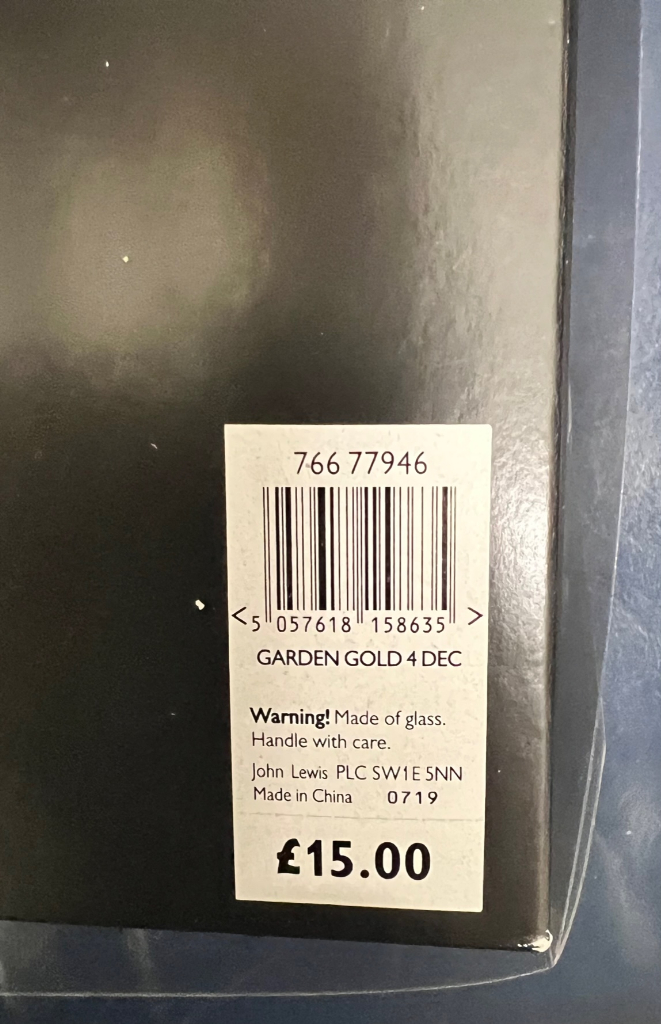 766 77946
< 5 057618 158635 >
GARDEN GOLD 4 DEC
Warning! Made of glass.
Handle with care.
John Lewis PLC SW1E 5NN
Made in China 0719
£15.00